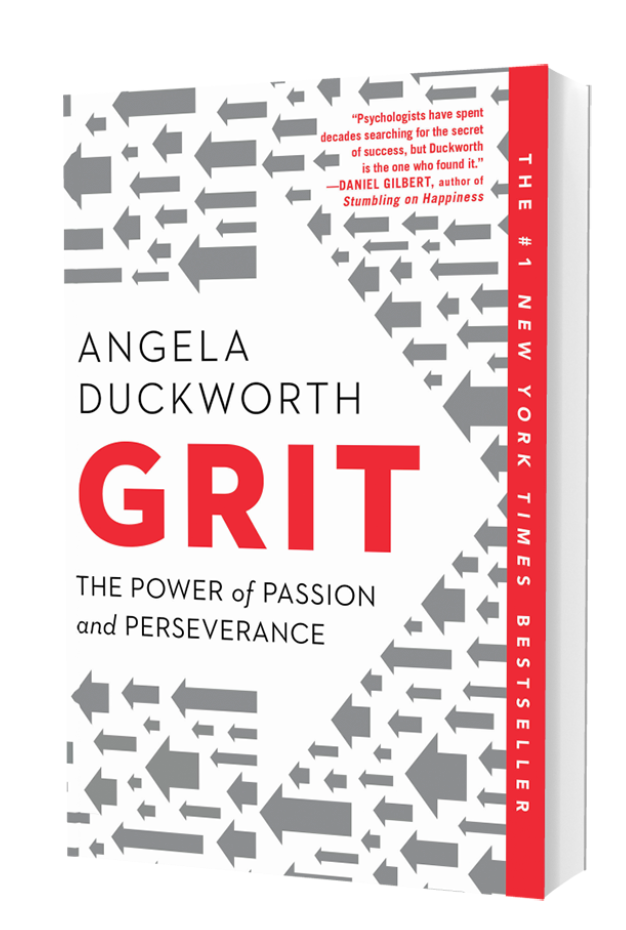 “Psychologists have spent
decades searching for the secret
of success, but Duckworth
is the one who found it.”
—DANIEL GILBERT, author of
Stumbling on Happiness
ANGELA
DUCKWORTH
GRIT
THE POWER of PASSION
and PERSEVERANCE
THE #1 NEW YORK TIMES BESTSELLER